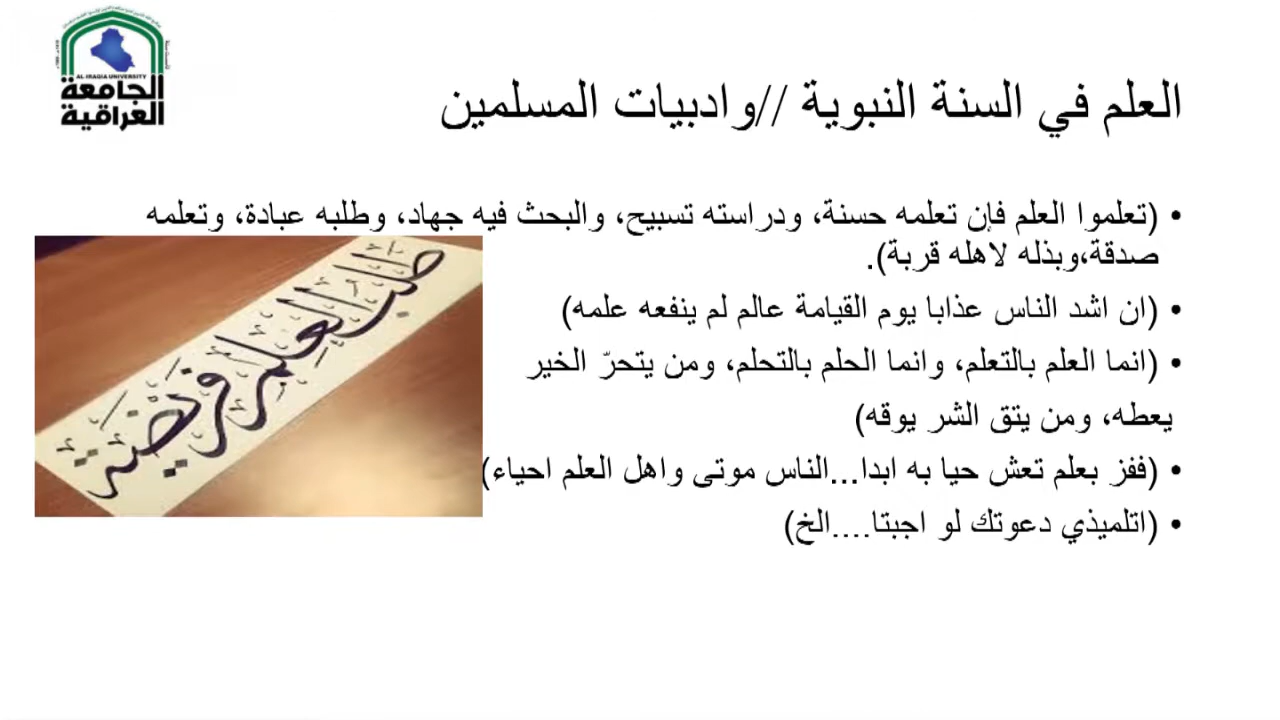 AL-IRAQIA UNIVERSITY
الجامعة
العراقية
العلم في السنة النبوية //وادبيات المسلمين
• (تعلموا العلم فإن تعلمه حسنة، ودراسته تسبيح، والبحث فيه جهاد، وطلبه عبادة، وتعلمه
صدقة،وبذله لاهله قربة).
• (ان اشد الناس عذابا يوم القيامة عالم لم ينفعه علمه)
• (انما العلم بالتعلم، وانما الحلم بالتحلم، ومن يتحرّ الخير
يعطه، ومن يتق الشر يوقه)
• (ففز بعلم تعش حيا به ابدا...الناس موتى واهل العلم احياء)
• (اتلميذي دعوتك لو اجبتا....الخ)
طلب العلم فريضة